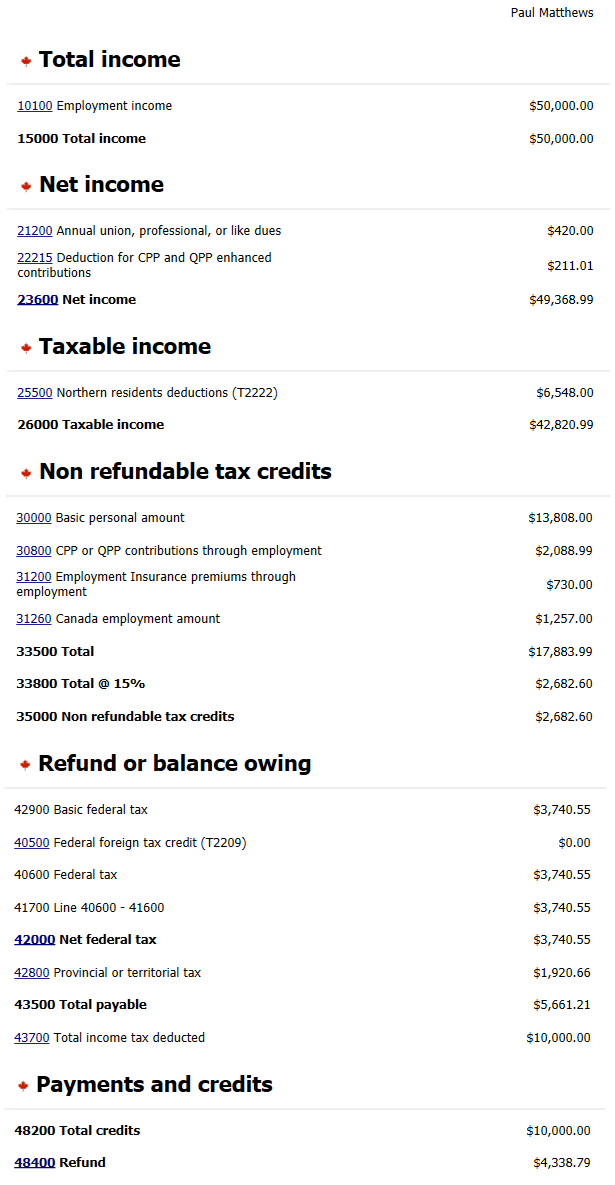 Paul Matthews
Total income
10100 Employment income $50,000.00
15000 Total income $50,000.00
Net income
21200 Annual union, professional, or like dues $420.00
22215 Deduction for CPP and QPP enhanced
contributions $211.01
23600 Net income $49,368.99
Taxable income
25500 Northern residents deductions (T2222) $6,548.00
26000 Taxable income $42,820.99
Non refundable tax credits
30000 Basic personal amount $13,808.00
30800 CPP or QPP contributions through employment $2,088.99
31200 Employment Insurance premiums through
employment $730.00
31260 Canada employment amount $1,257.00
33500 Total $17,883.99
33800 Total @ 15% $2,682.60
35000 Non refundable tax credits $2,682.60
Refund or balance owing
42900 Basic federal tax $3,740.55
40500 Federal foreign tax credit (T2209) $0.00
40600 Federal tax $3,740.55
41700 Line 40600 - 41600 $3,740.55
42000 Net federal tax $3,740.55
42800 Provincial or territorial tax $1,920.66
43500 Total payable $5,661.21
43700 Total income tax deducted $10,000.00
Payments and credits
48200 Total credits $10,000.00
48400 Refund $4,338.79